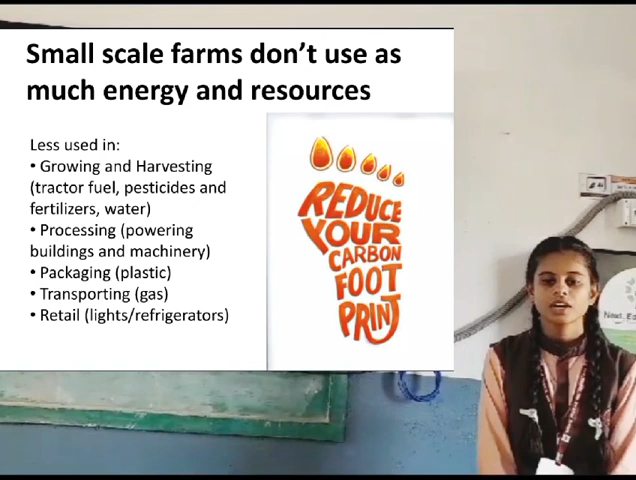 Small scale farms don’t use as
much energy and resources
Less used in:
• Growing and Harvesting
(tractor fuel, pesticides and
fertilizers, water)
• Processing (powering
buildings and machinery)
• Packaging (plastic)
• Transporting (gas)
• Retail (lights/refrigerators)
REDUCE
YOUR
CARBON
FOOT
PRINT
Next.